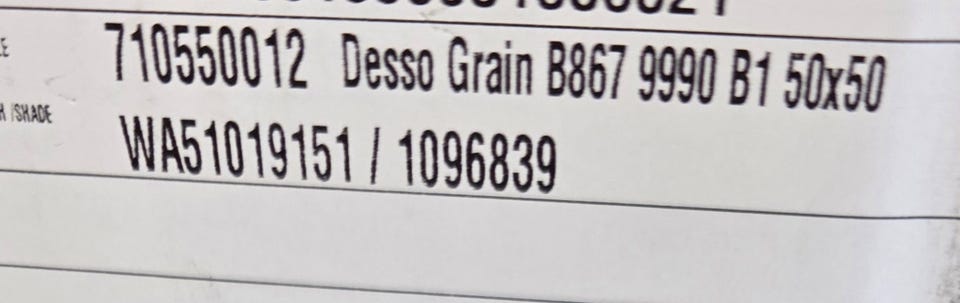 710550012 Desso Grain B867 9990 B1 50x50
/SHADE
WA51019151 / 1096839